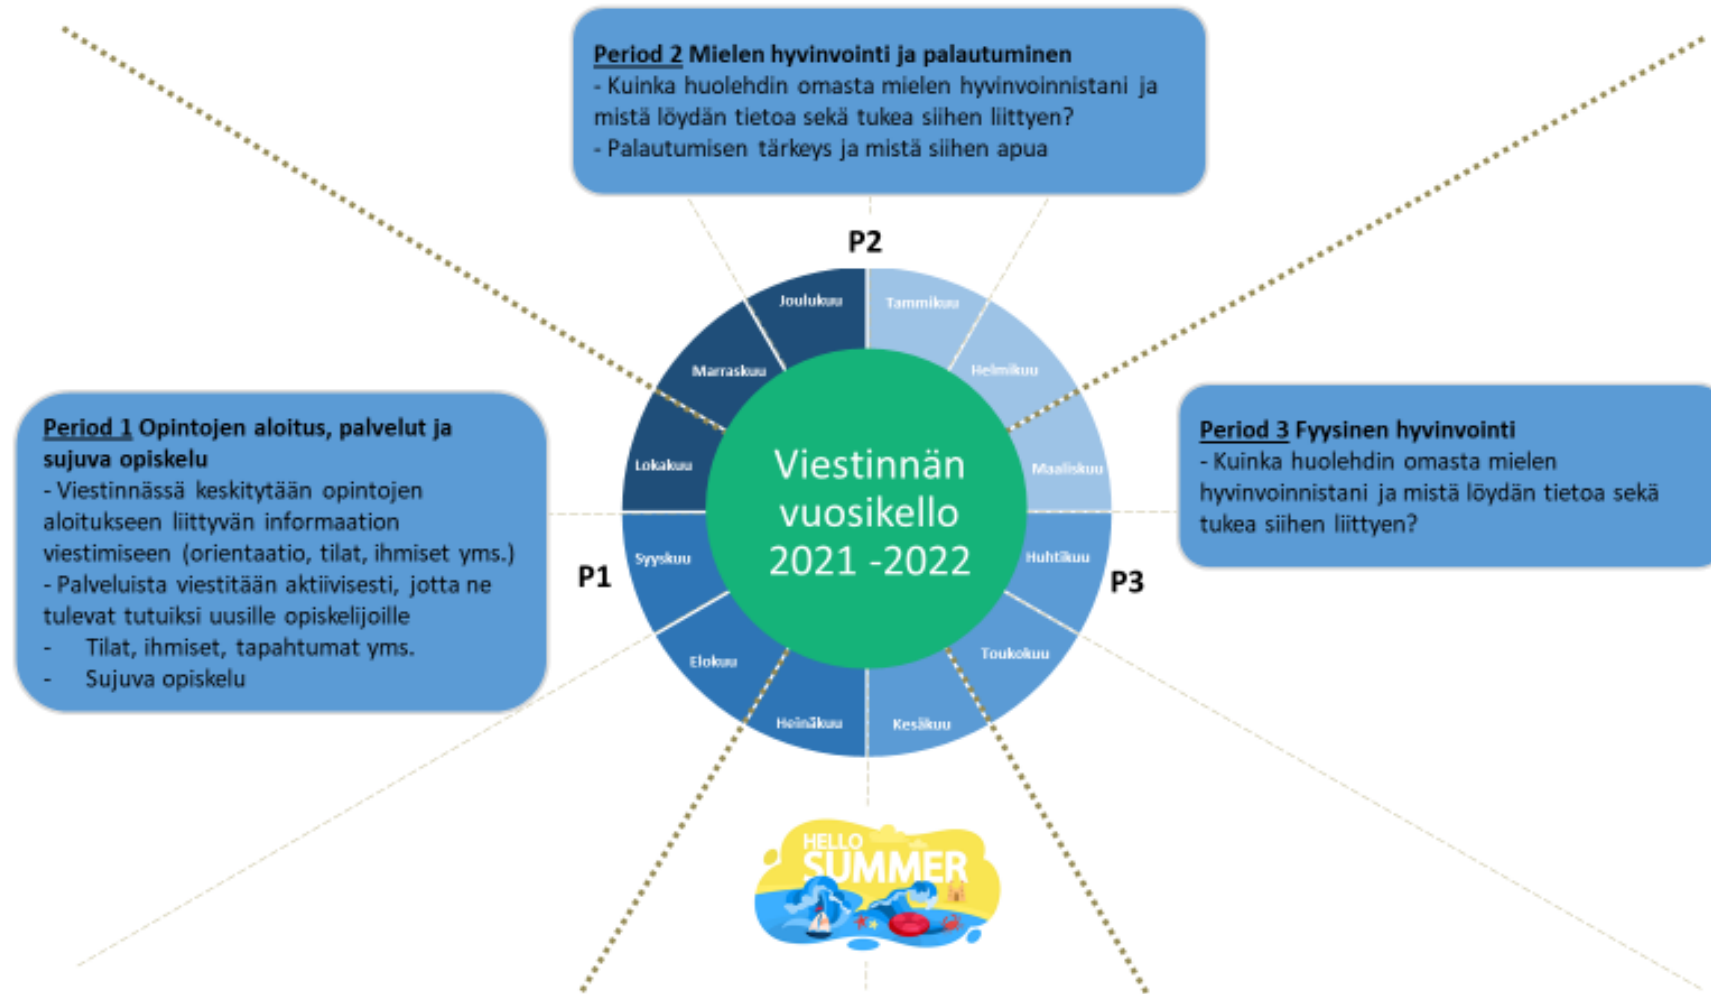 Period 2 Mielen hyvinvointi ja palautuminen
- Kuinka huolehdin omasta mielen hyvinvoinnistani ja
mistä löydän tietoa sekä tukea siihen liittyen?
- Palautumisen tärkeys ja mistä siihen apua
P2
Joulukuu
Tammikuu
Marraskuu
Helmikuu
Lokakuu
Maaliskuu
Syyskuu
Huhtikuu
Elokuu
Toukokuu
Heinäkuu
Kesäkuu
Viestinnän
vuosikello
2021 -2022
P1
P3
Period 1 Opintojen aloitus, palvelut ja
sujuva opiskelu
- Viestinnässä keskitytään opintojen
aloitukseen liittyvän informaation
viestimiseen (orientaatio, tilat, ihmiset yms.)
- Palveluista viestitään aktiivisesti, jotta ne
tulevat tutuiksi uusille opiskelijoille
- Tilat, ihmiset, tapahtumat yms.
- Sujuva opiskelu
Period 3 Fyysinen hyvinvointi
- Kuinka huolehdin omasta mielen
hyvinvoinnistani ja mistä löydän tietoa sekä
tukea siihen liittyen?
HELLO
SUMMER